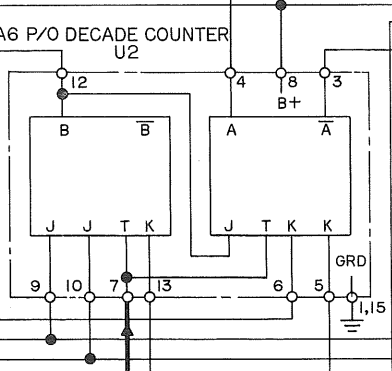 A6 P/O DECADE COUNTER
U2
12 4 8 3
B+
B B̅ A A̅
J J T K J T K K
GRD
9 10 7 13 6 5
1,15